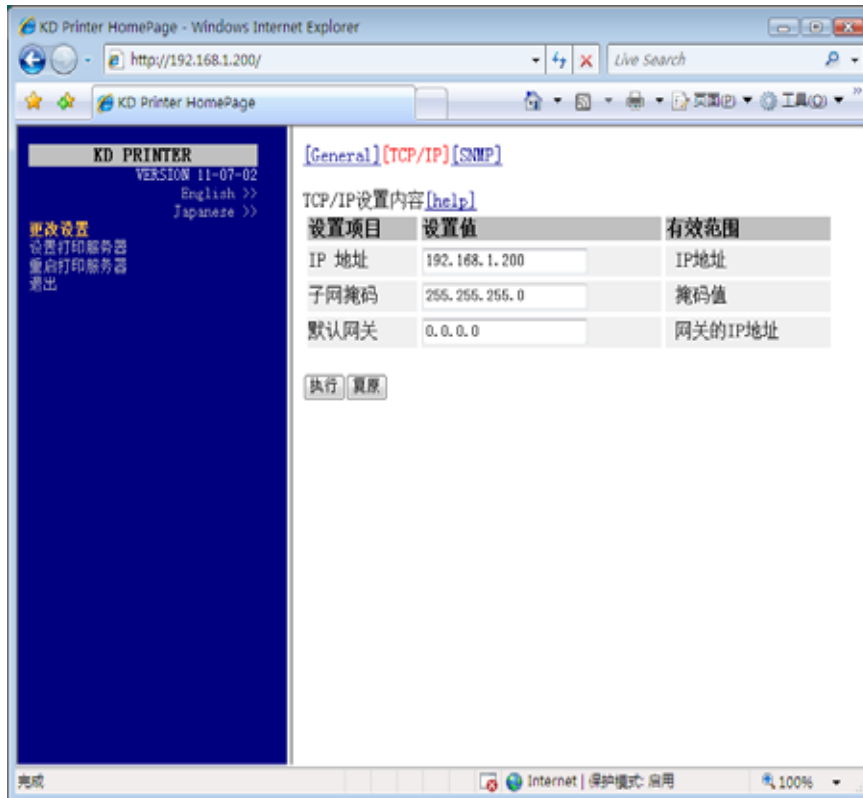 KD Printer HomePage - Windows Internet Explorer
http://192.168.1.200/ Live Search
KD Printer HomePage 页面(P) 工具(O)
KD PRINTER
VERSION 11-07-02
English >>
Japanese >>
更改设置
设置打印服务器
重启打印服务器
退出
[General][TCP/IP][SNMP]
TCP/IP设置内容[help]
设置项目 设置值 有效范围
IP 地址 192.168.1.200 IP地址
子网掩码 255.255.255.0 掩码值
默认网关 0.0.0.0 网关的IP地址
执行 复原
完成 Internet | 保护模式: 启用 100%